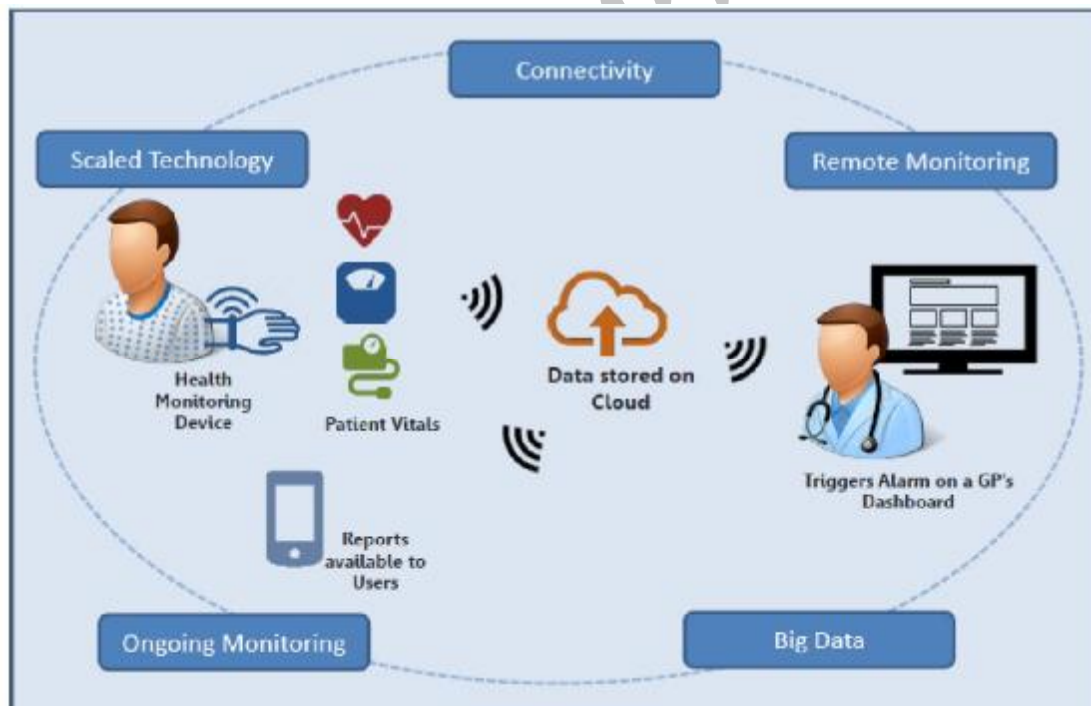 Connectivity
Scaled Technology
Remote Monitoring
Health
Monitoring
Device
Patient Vitals
Data stored on
Cloud
Triggers Alarm on a GP's
Dashboard
Reports
available to
Users
Ongoing Monitoring
Big Data